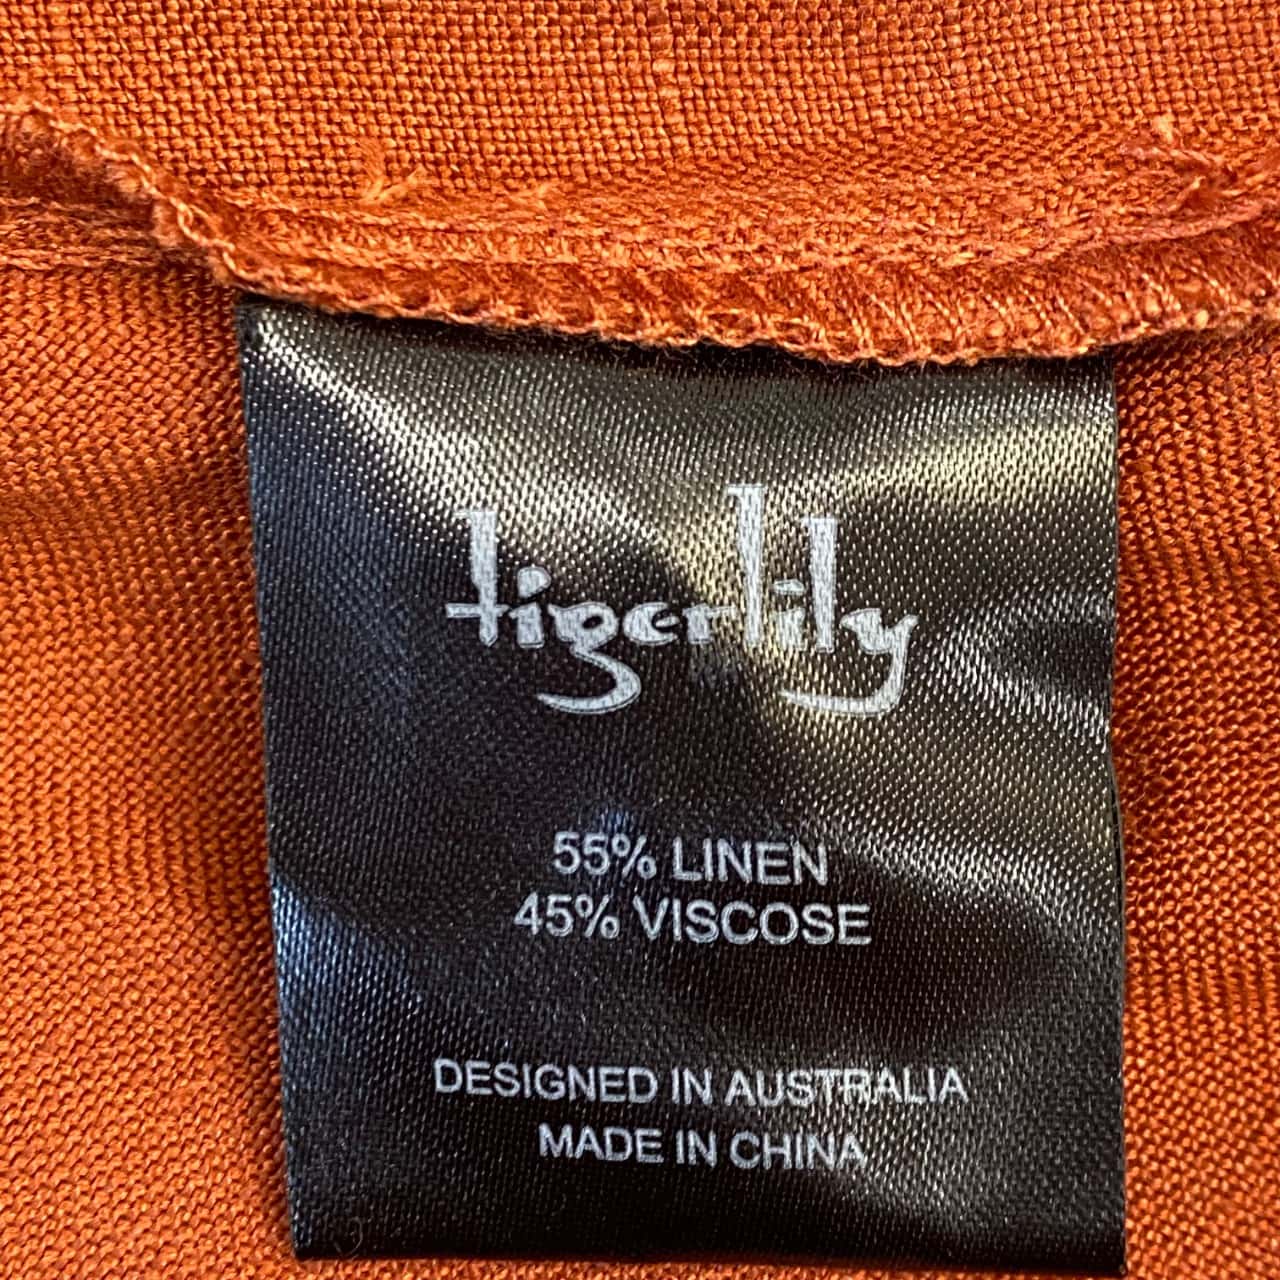 tigerlily
55% LINEN
45% VISCOSE
DESIGNED IN AUSTRALIA
MADE IN CHINA